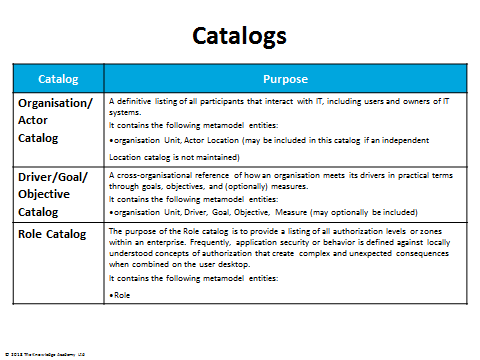 Catalogs
Catalog
Purpose
Organisation/
Actor
Catalog
A definitive listing of all participants that interact with IT, including users and owners of IT
systems.
It contains the following metamodel entities:
•organisation Unit, Actor Location (may be included in this catalog if an independent
Location catalog is not maintained)
Driver/Goal/
Objective
Catalog
A cross-organisational reference of how an organisation meets its drivers in practical terms
through goals, objectives, and (optionally) measures.
It contains the following metamodel entities:
•organisation Unit, Driver, Goal, Objective, Measure (may optionally be included)
Role Catalog
The purpose of the Role catalog is to provide a listing of all authorization levels or zones
within an enterprise. Frequently, application security or behavior is defined against locally
understood concepts of authorization that create complex and unexpected consequences
when combined on the user desktop.
It contains the following metamodel entities:
•Role
© 2018 The Knowledge Academy Ltd